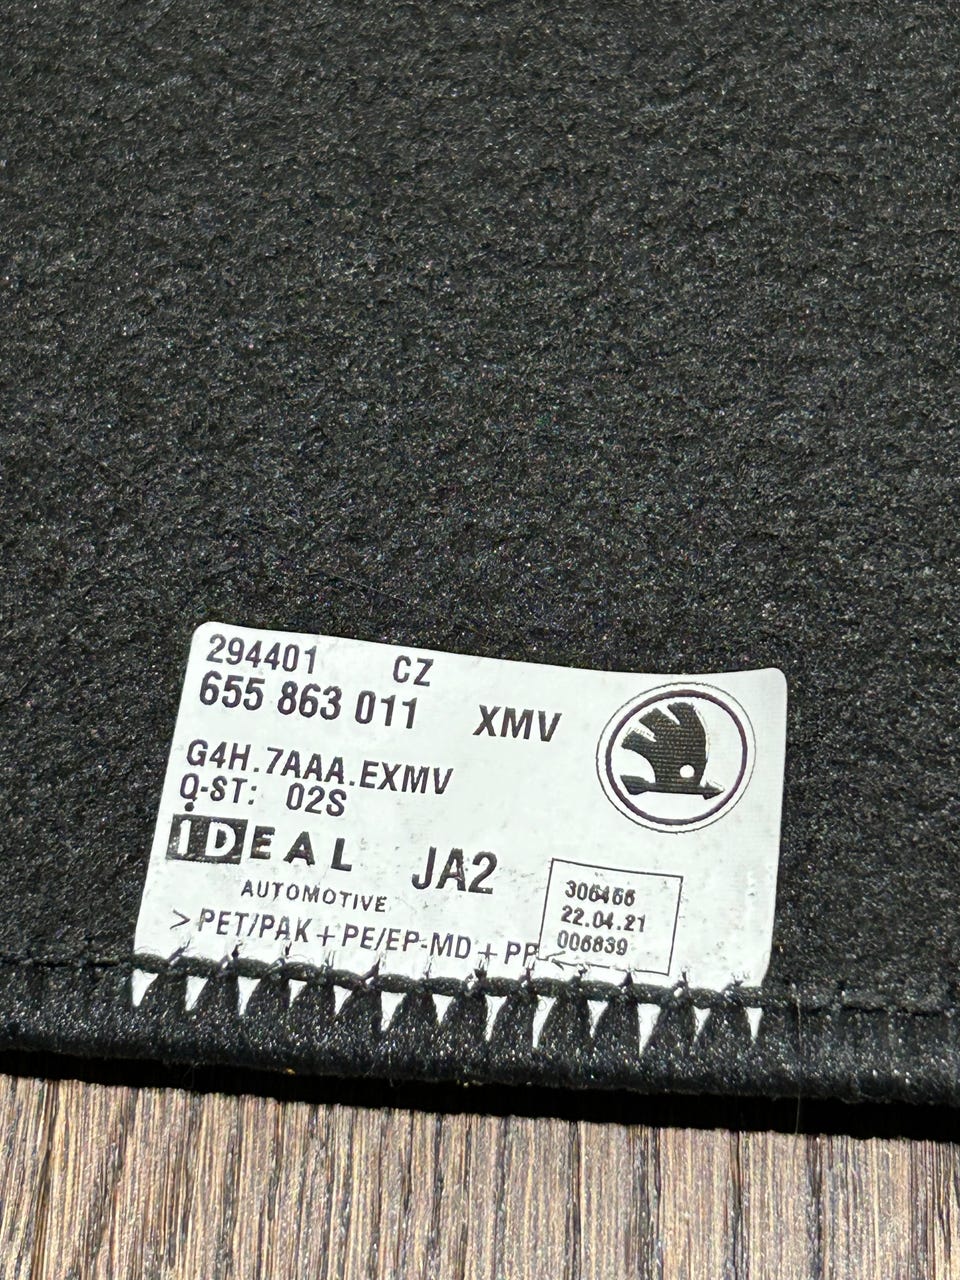 294401 CZ
655 863 011 XMV
G4H.7AAA.EXMV
Q-ST: 02S
IDEAL JA2
AUTOMOTIVE
306466
22.04.21
006839
>PET/PAK+PE/EP-MD+PP<